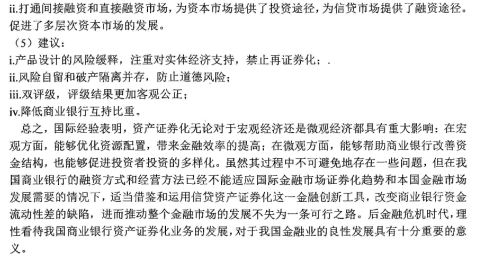 ii.打通间接融资和直接融资市场，为资本市场提供了投资途径，为信贷市场提供了融资途径。
促进了多层次资本市场的发展。
（5）建议：
i.产品设计的风险缓释，注重对实体经济支持，禁止再证券化；.
ii.风险自留和破产隔离并存，防止道德风险；
iii.双评级，评级结果更加客观公正；
iv.降低商业银行互持比重。
总之，国际经验表明，资产证券化无论对于宏观经济还是微观经济都具有重大影响：在宏
观方面，能够优化资源配置，带来金融效率的提高；在微观方面，能够帮助商业银行改善资
金结构，也能够促进投资者投资的多样化。虽然其过程中不可避免地存在一些问题，但在我
国商业银行的融资方式和经营方法已经不能适应国际金融市场证券化趋势和本国金融市场
发展需要的情况下，适当借鉴和运用信贷资产证券化这一金融创新工具，改变商业银行资金
流动性差的缺陷，进而推动整个金融市场的发展不失为一条可行之路。后金融危机时代，理
性看待我国商业银行资产证券化业务的发展，对于我国金融业的良性发展具有十分重要的意
义。